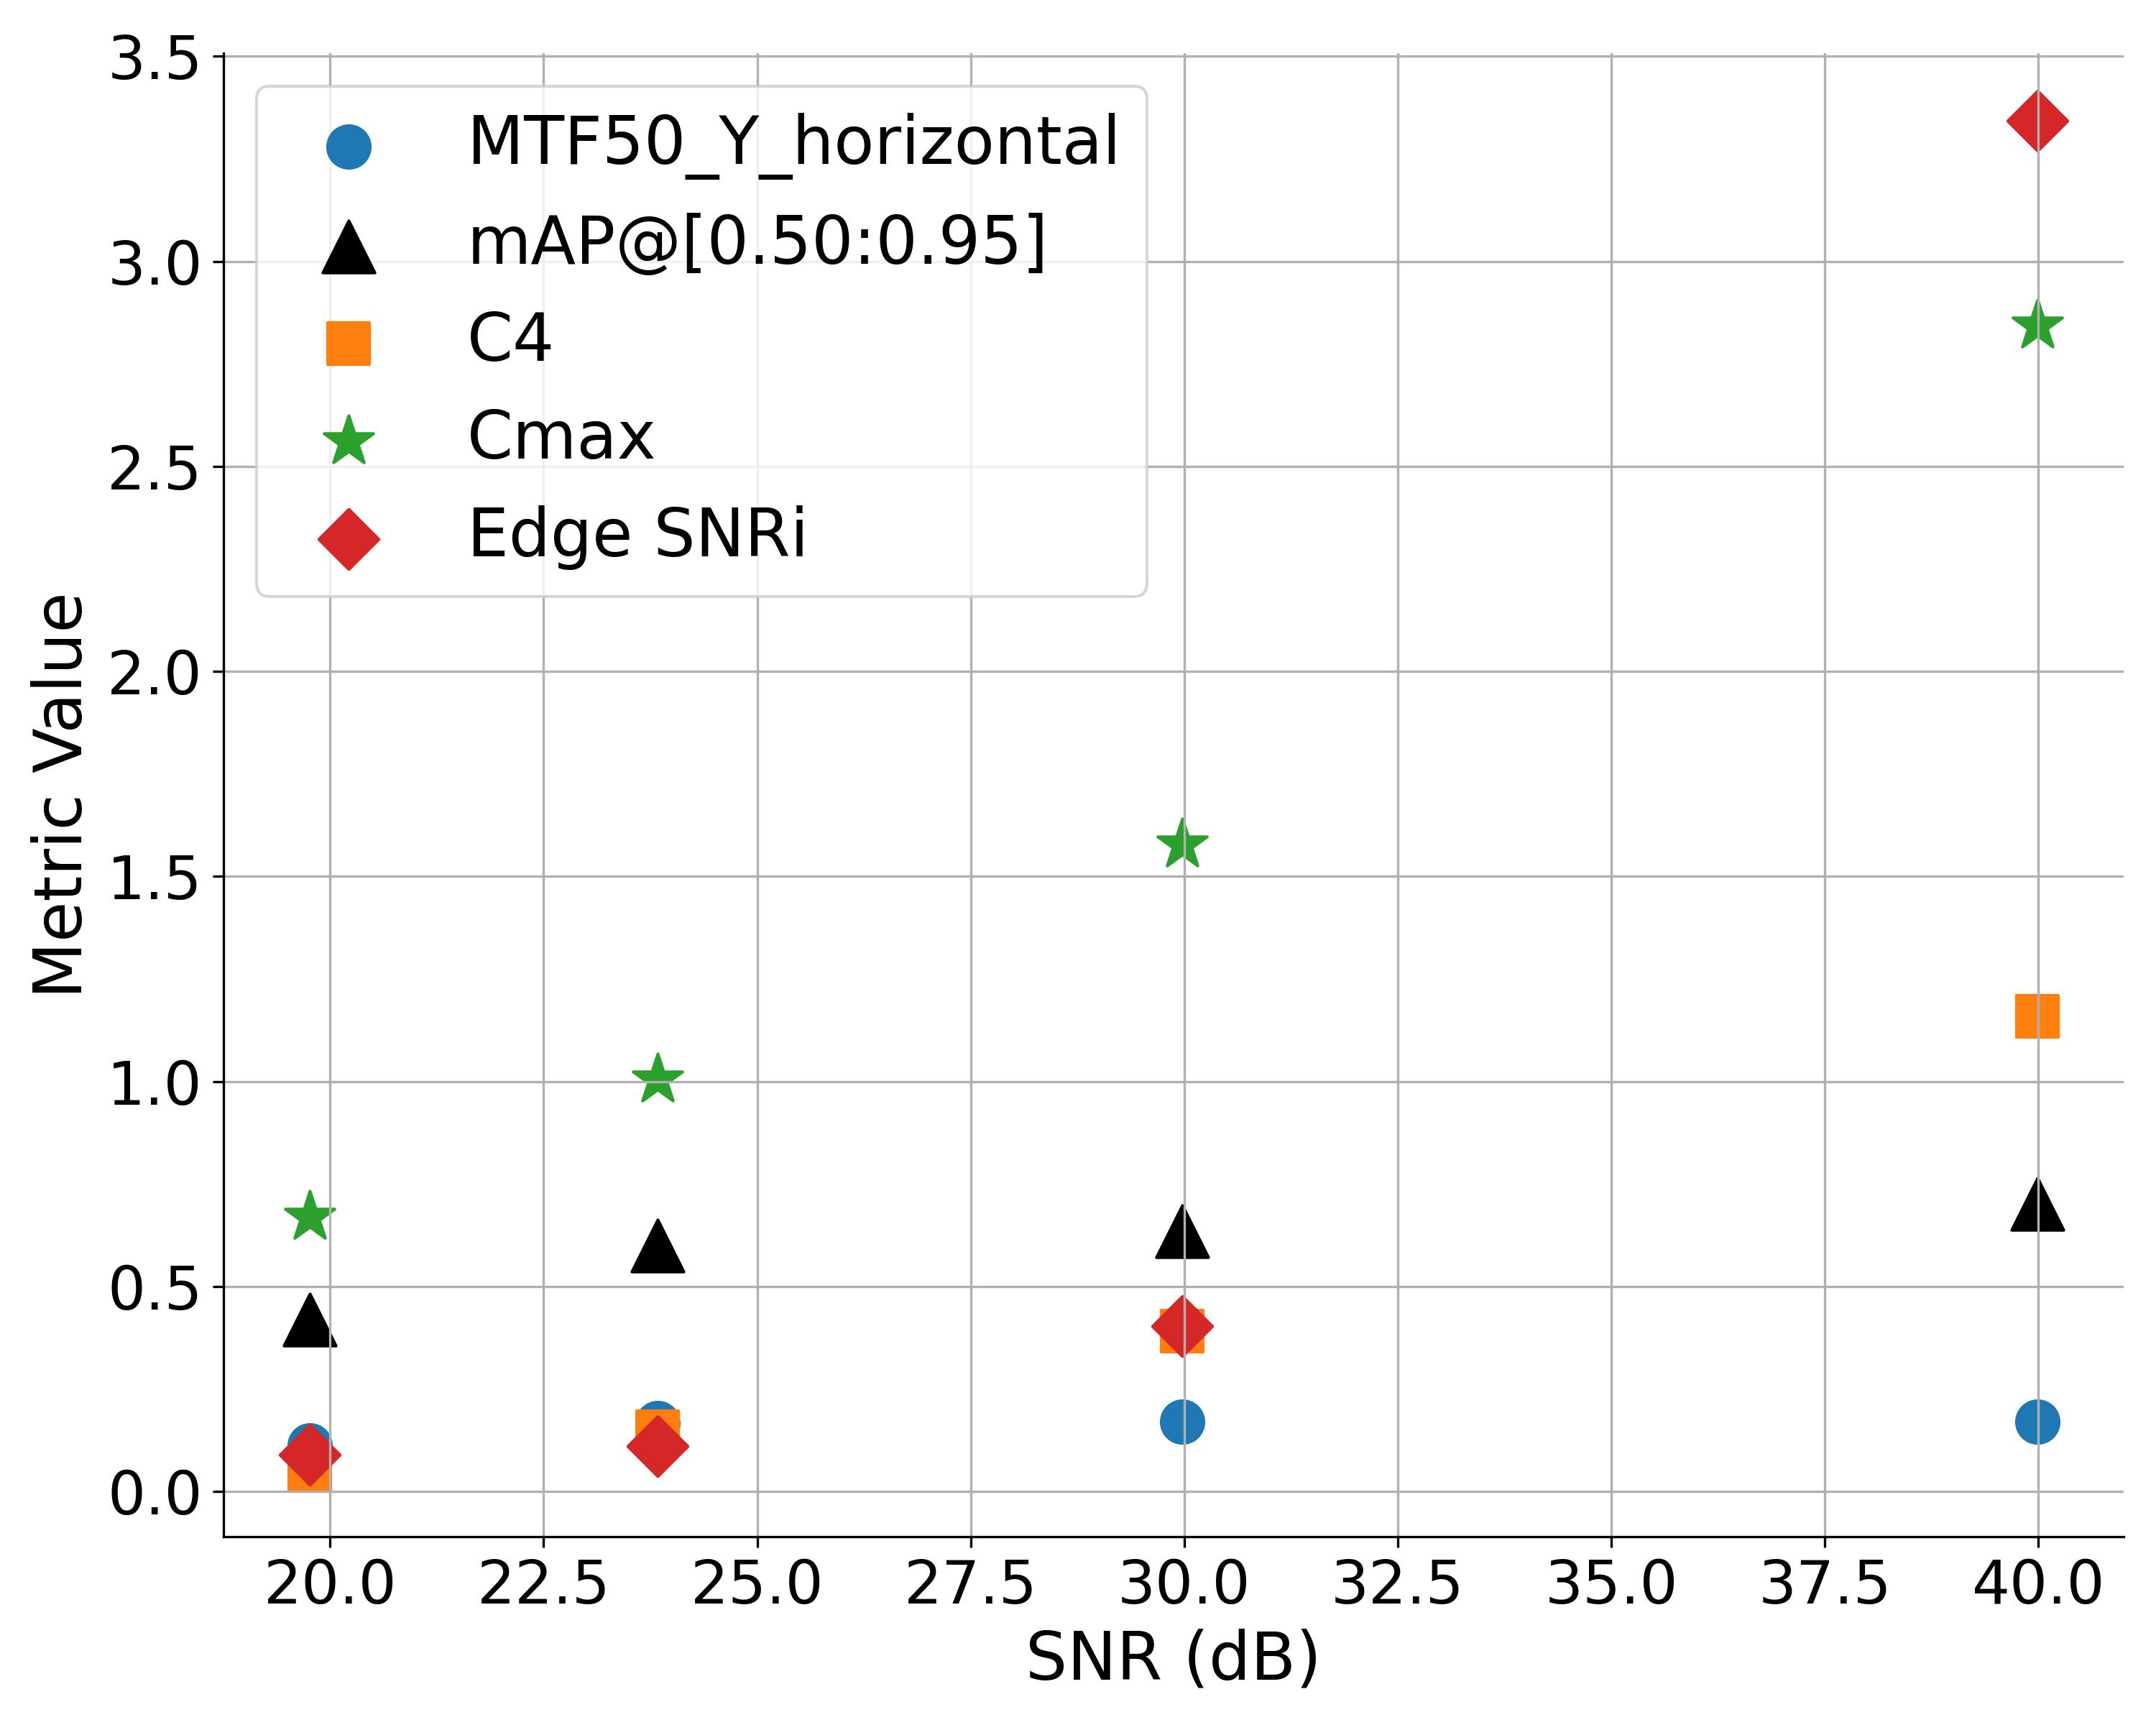 3.5
3.0
2.5
2.0
1.5
1.0
0.5
0.0
Metric Value
MTF50_Y_horizontal
mAP@[0.50:0.95]
C4
Cmax
Edge SNRi
20.0 22.5 25.0 27.5 30.0 32.5 35.0 37.5 40.0
SNR (dB)